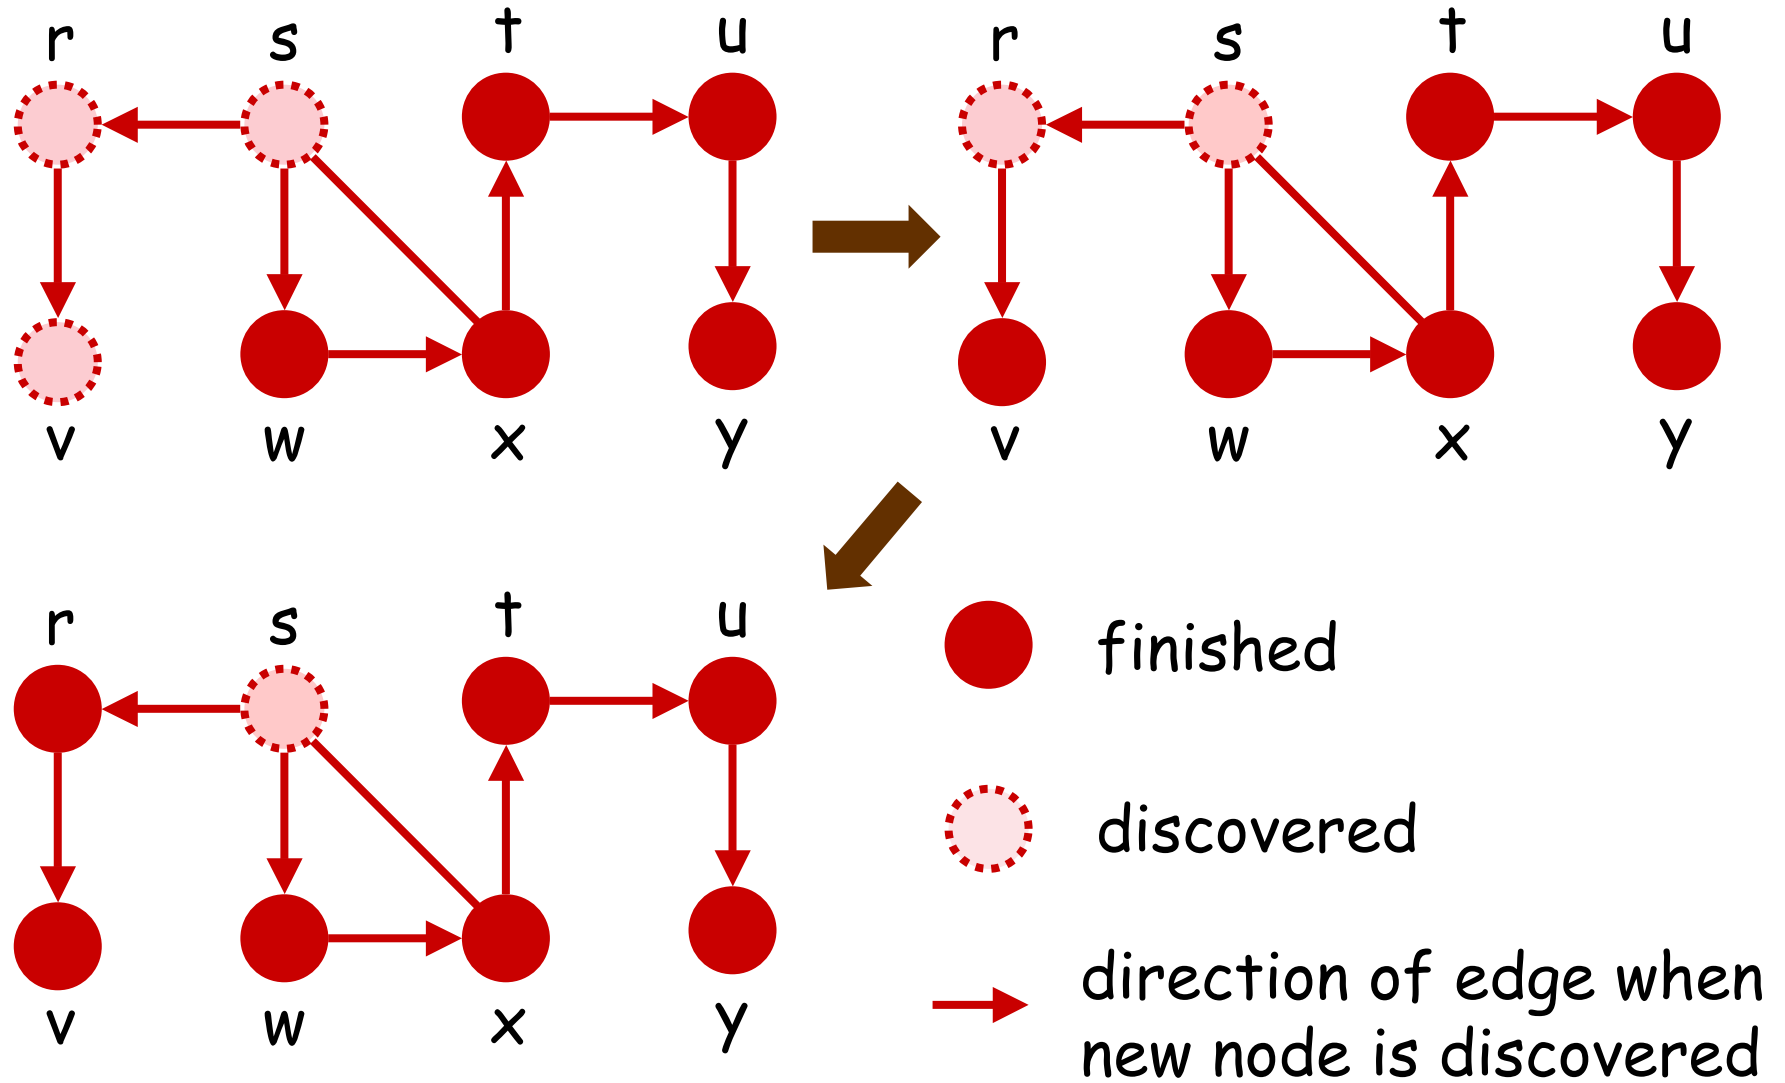 r s t u
v w x y
r s t u
v w x y
r s t u
v w x y
finished
discovered
direction of edge when
new node is discovered